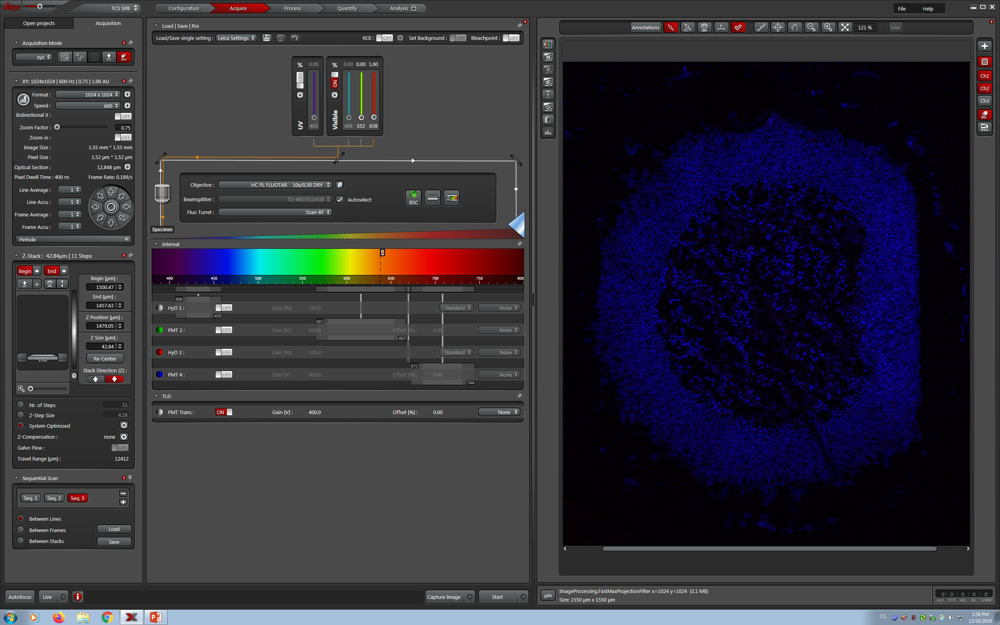 Leica
TCS SP8
Configuration
Acquire
Process
Quantify
Analysis
File
Help
Open projects
Acquisition
Acquisition Mode
xyz
SEQ.
XY: 1024x1024 | 600 Hz | 0.75 | 1.00 AU
Format : 1024 x 1024
Speed : 600
Bidirectional X : OFF
Zoom Factor : 0.75
Zoom in : OFF
Image Size : 1.55 mm * 1.55 mm
Pixel Size : 1.52 µm * 1.52 µm
Optical Section : 12.848 µm
Pixel Dwell Time : 400 ns Frame Rate: 0.189/s
Line Average : 1
Line Accu : 1
Frame Average : 1
Frame Accu : 1
Pinhole
Z-Stack : 42.84µm | 11 Steps
Begin
End
Begin [µm] :
1500.47
End [µm] :
1457.63
Z Position [µm] :
1479.05
Z Size [µm] :
42.84
Re-Center
Stack Direction (Z) :
End
Nr. of Steps 11
Z-Step Size 4.28
System Optimized
Z-Compensation : none
Galvo Flow : OFF
Travel Range [µm] : 12412
Sequential Scan
Seq. 1 Seq. 2 Seq. 3
Between Lines
Between Frames Load
Between Stacks Save
Autofocus
Live
Load | Save | Roi
Load/Save single setting : Leica Settings
ROI : OFF
Set Background : OFF
Bleachpoint : OFF
% 0.00
OFF
UV
405
% 0.00 0.00 1.00
ON
Visible
488 552 638
Objective : HC PL FLUOTAR 10x/0.30 DRY
Beamsplitter : TD 488/552/638 Autoselect
Fluo Turret : Scan-BF
BSC
Specimen
Internal
638
400 450 500 550 600 650 700 750 800
406
HyD 1 : OFF Gain [%]: 100.0 Standard None
459
565
PMT 2 : OFF Gain [V] : 650.0 Offset [%] : 0.00 None
667
HyD 3 : OFF Gain [%]: 100.0 Standard None
672
PMT 4 : OFF Gain [V] : 900.0 Offset [%] : 0.00 None
744
TLD
PMT Trans : ON Gain [V] : 400.0 Offset [%] : 0.00 None
Capture Image
Start
Annotations
ALL
121 %
Live
M
Ch1
Ch2
Ch3
MAX
µm
ImageProcessing.FastMaxProjectionFilter x=1024 y=1024 (3.1 MB)
Size: 1550 µm x 1550 µm
0: 0: 0: 0: 0
DAYS HOURS MIN. SEC. 1/1000
CS
2:58 PM
12/19/2019